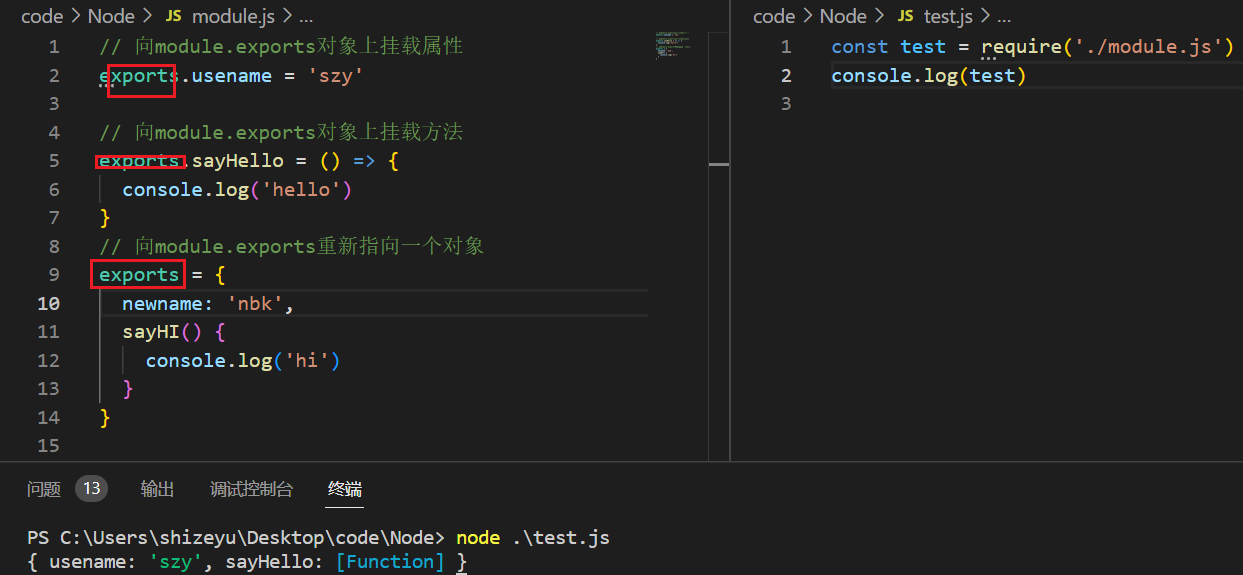 code > Node > JS module.js > ...
1 // 向module.exports对象上挂载属性
2 exports.usename = 'szy'
3
4 // 向module.exports对象上挂载方法
5 exports.sayHello = () => {
6 console.log('hello')
7 }
8 // 向module.exports重新指向一个对象
9 exports = {
10 newname: 'nbk',
11 sayHI() {
12 console.log('hi')
13 }
14 }
15
code > Node > JS test.js > ...
1 const test = require('./module.js')
2 console.log(test)
3
问题 13 输出 调试控制台 终端
PS C:\Users\shizeyu\Desktop\code\Node> node .\test.js
{ usename: 'szy', sayHello: [Function] }